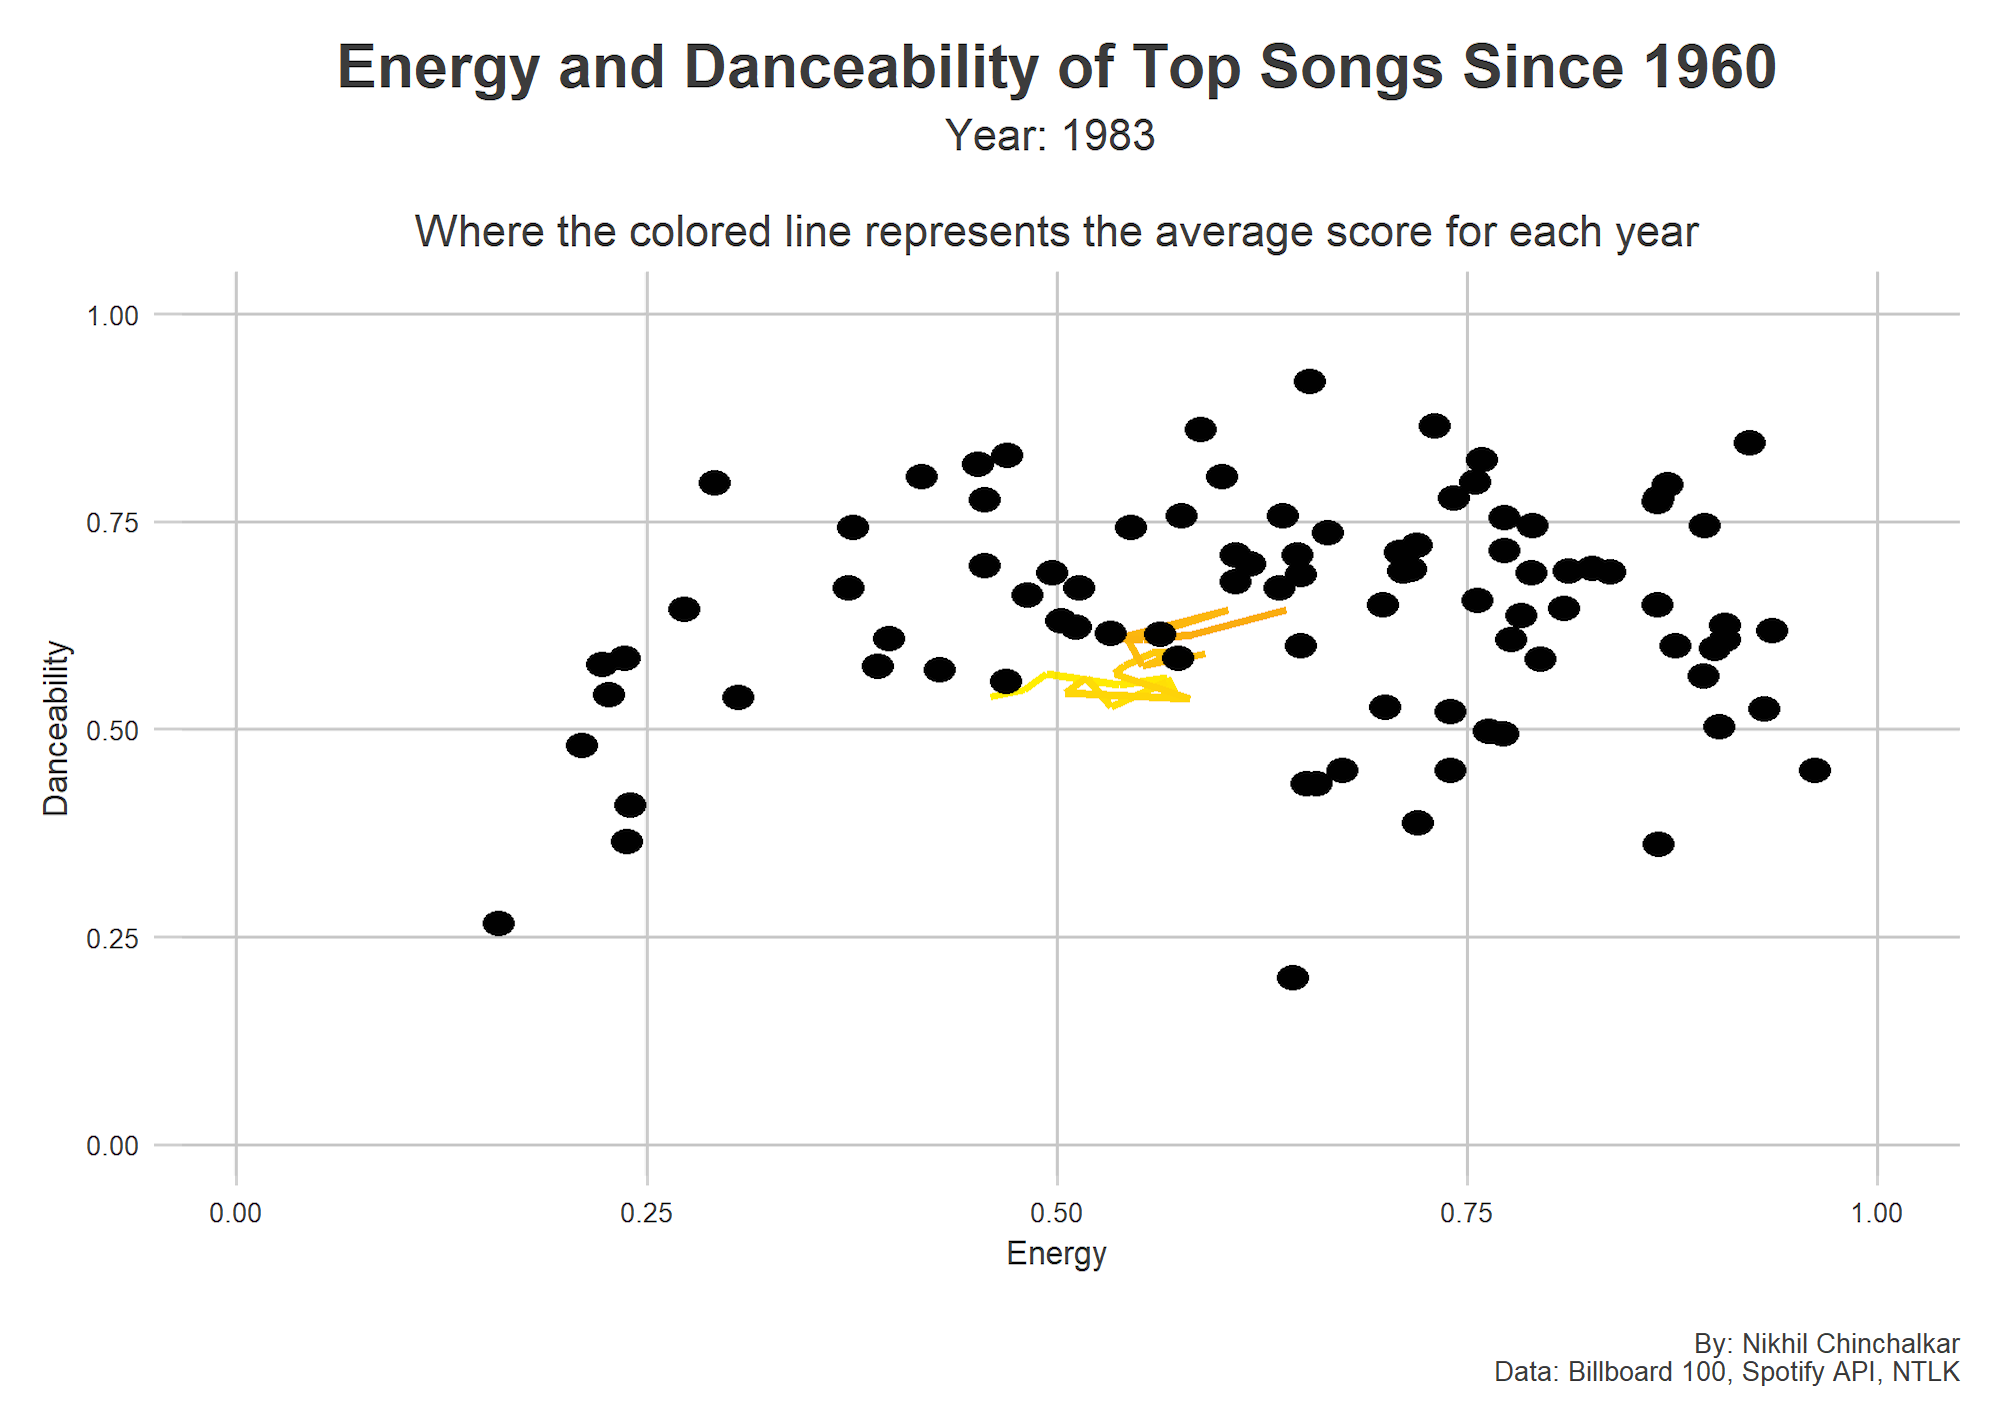 Energy and Danceability of Top Songs Since 1960
Year: 1983
Where the colored line represents the average score for each year
1.00
0.75
0.50
0.25
0.00
Danceability
0.00 0.25 0.50 0.75 1.00
Energy
By: Nikhil Chinchalkar
Data: Billboard 100, Spotify API, NTLK